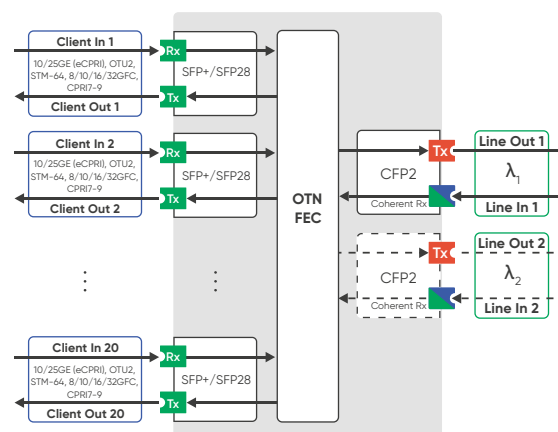 Client In 1
10/25GE (eCPRI), OTU2,
STM-64, 8/10/16/32GFC,
CPRI7-9
Client Out 1
Rx
Tx
SFP+/SFP28
Client In 2
10/25GE (eCPRI), OTU2,
STM-64, 8/10/16/32GFC,
CPRI7-9
Client Out 2
Rx
Tx
SFP+/SFP28
Client In 20
10/25GE (eCPRI), OTU2,
STM-64, 8/10/16/32GFC,
CPRI7-9
Client Out 20
Rx
Tx
SFP+/SFP28
OTN
FEC
CFP2
Coherent Rx
Tx
Line Out 1
λ1
Line In 1
CFP2
Coherent Rx
Tx
Line Out 2
λ2
Line In 2